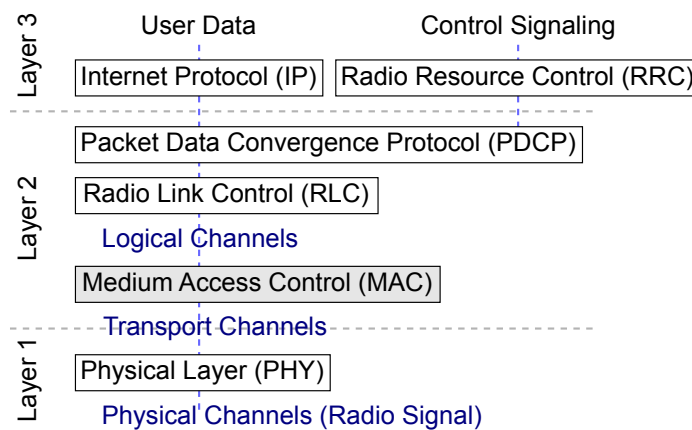 User Data
Control Signaling
Layer 3
Internet Protocol (IP)
Radio Resource Control (RRC)
Packet Data Convergence Protocol (PDCP)
Layer 2
Radio Link Control (RLC)
Logical Channels
Medium Access Control (MAC)
Transport Channels
Layer 1
Physical Layer (PHY)
Physical Channels (Radio Signal)